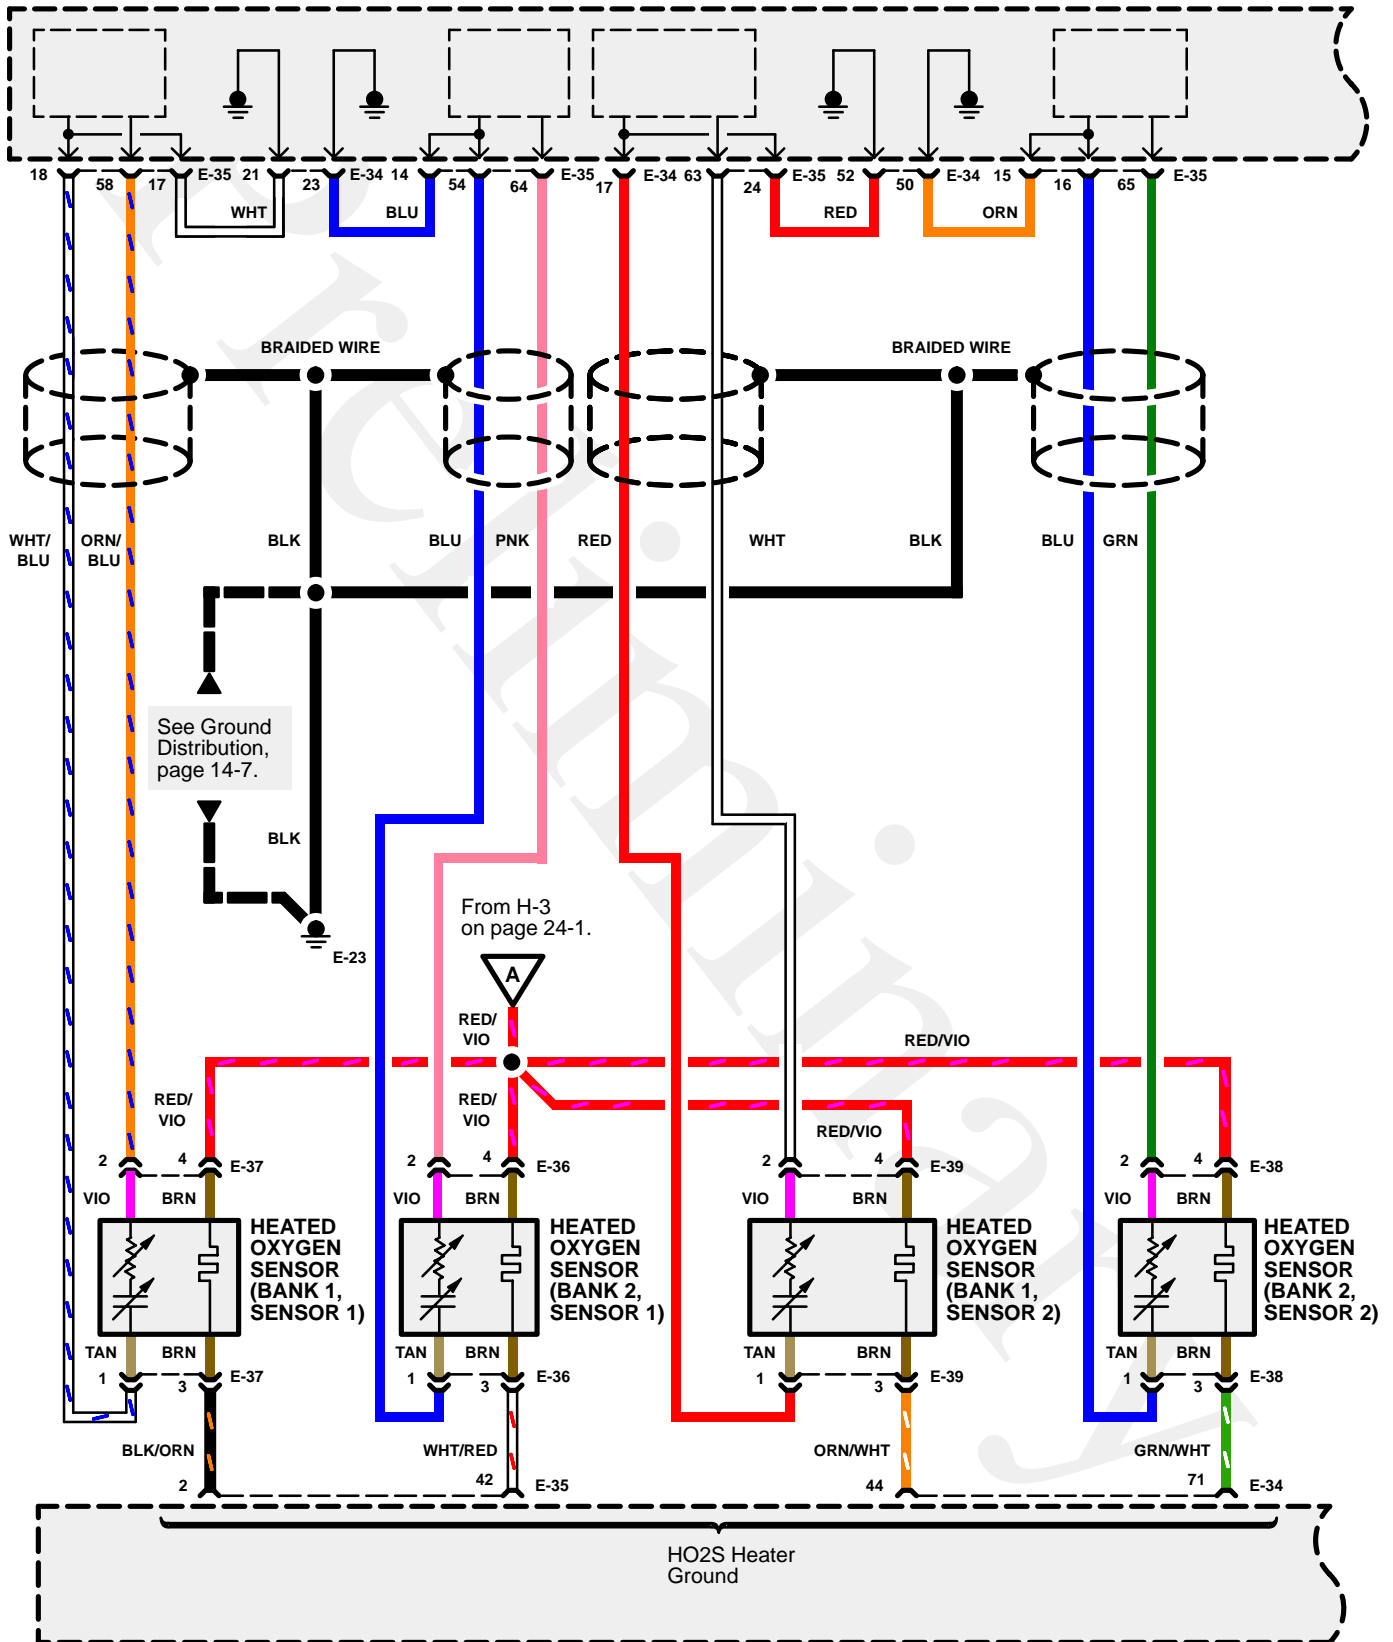 18 58 17 E-35 21 23 E-34 14 54 64 E-35 17 E-34 63 24 E-35 52 50 E-34 15 16 65 E-35
WHT BLU RED ORN
BRAIDED WIRE BRAIDED WIRE
WHT/ ORN/ BLK BLU PNK RED WHT BLK BLU GRN
BLU BLU
See Ground
Distribution,
page 14-7.
BLK
From H-3
on page 24-1.
E-23
A
RED/
VIO
RED/VIO
RED/
VIO
RED/
VIO
RED/VIO
2 4 E-37 2 4 E-36 2 4 E-39 2 4 E-38
VIO BRN VIO BRN VIO BRN VIO BRN
HEATED
OXYGEN
SENSOR
(BANK 1,
SENSOR 1)
HEATED
OXYGEN
SENSOR
(BANK 2,
SENSOR 1)
HEATED
OXYGEN
SENSOR
(BANK 1,
SENSOR 2)
HEATED
OXYGEN
SENSOR
(BANK 2,
SENSOR 2)
TAN BRN TAN BRN TAN BRN TAN BRN
1 3 E-37 1 3 E-36 1 3 E-39 1 3 E-38
BLK/ORN WHT/RED ORN/WHT GRN/WHT
2 42 E-35 44 71 E-34
HO2S Heater
Ground
Preliminary